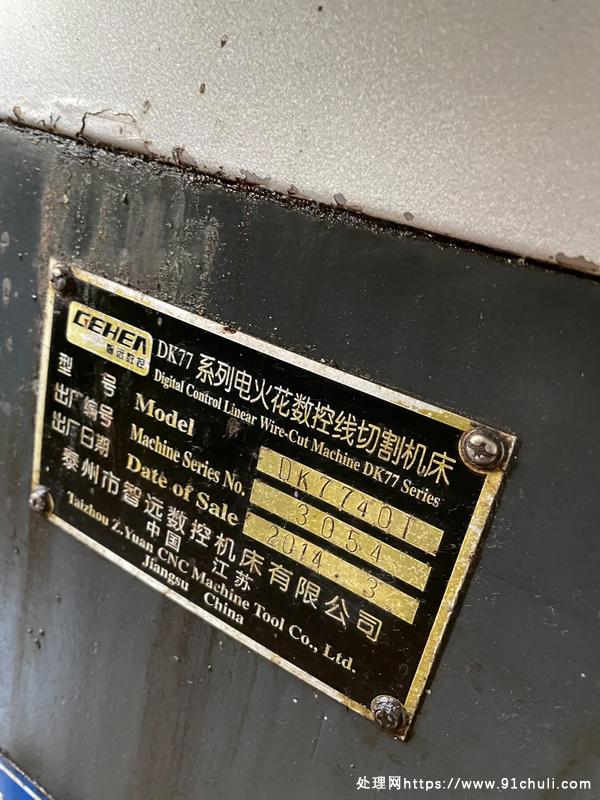 GEHEN
智远数控
DK77 系列电火花数控线切割机床
Digital Control Linear Wire-Cut Machine DK77 Series
型 号 Model DK7740T
出厂编号 Machine Series No. 3054
出厂日期 Date of Sale 2014.3
泰州市智远数控机床有限公司
中国 江苏
Taizhou Z.Yuan CNC Machine Tool Co., Ltd.
Jiangsu China
处理网https://www.91chuli.com